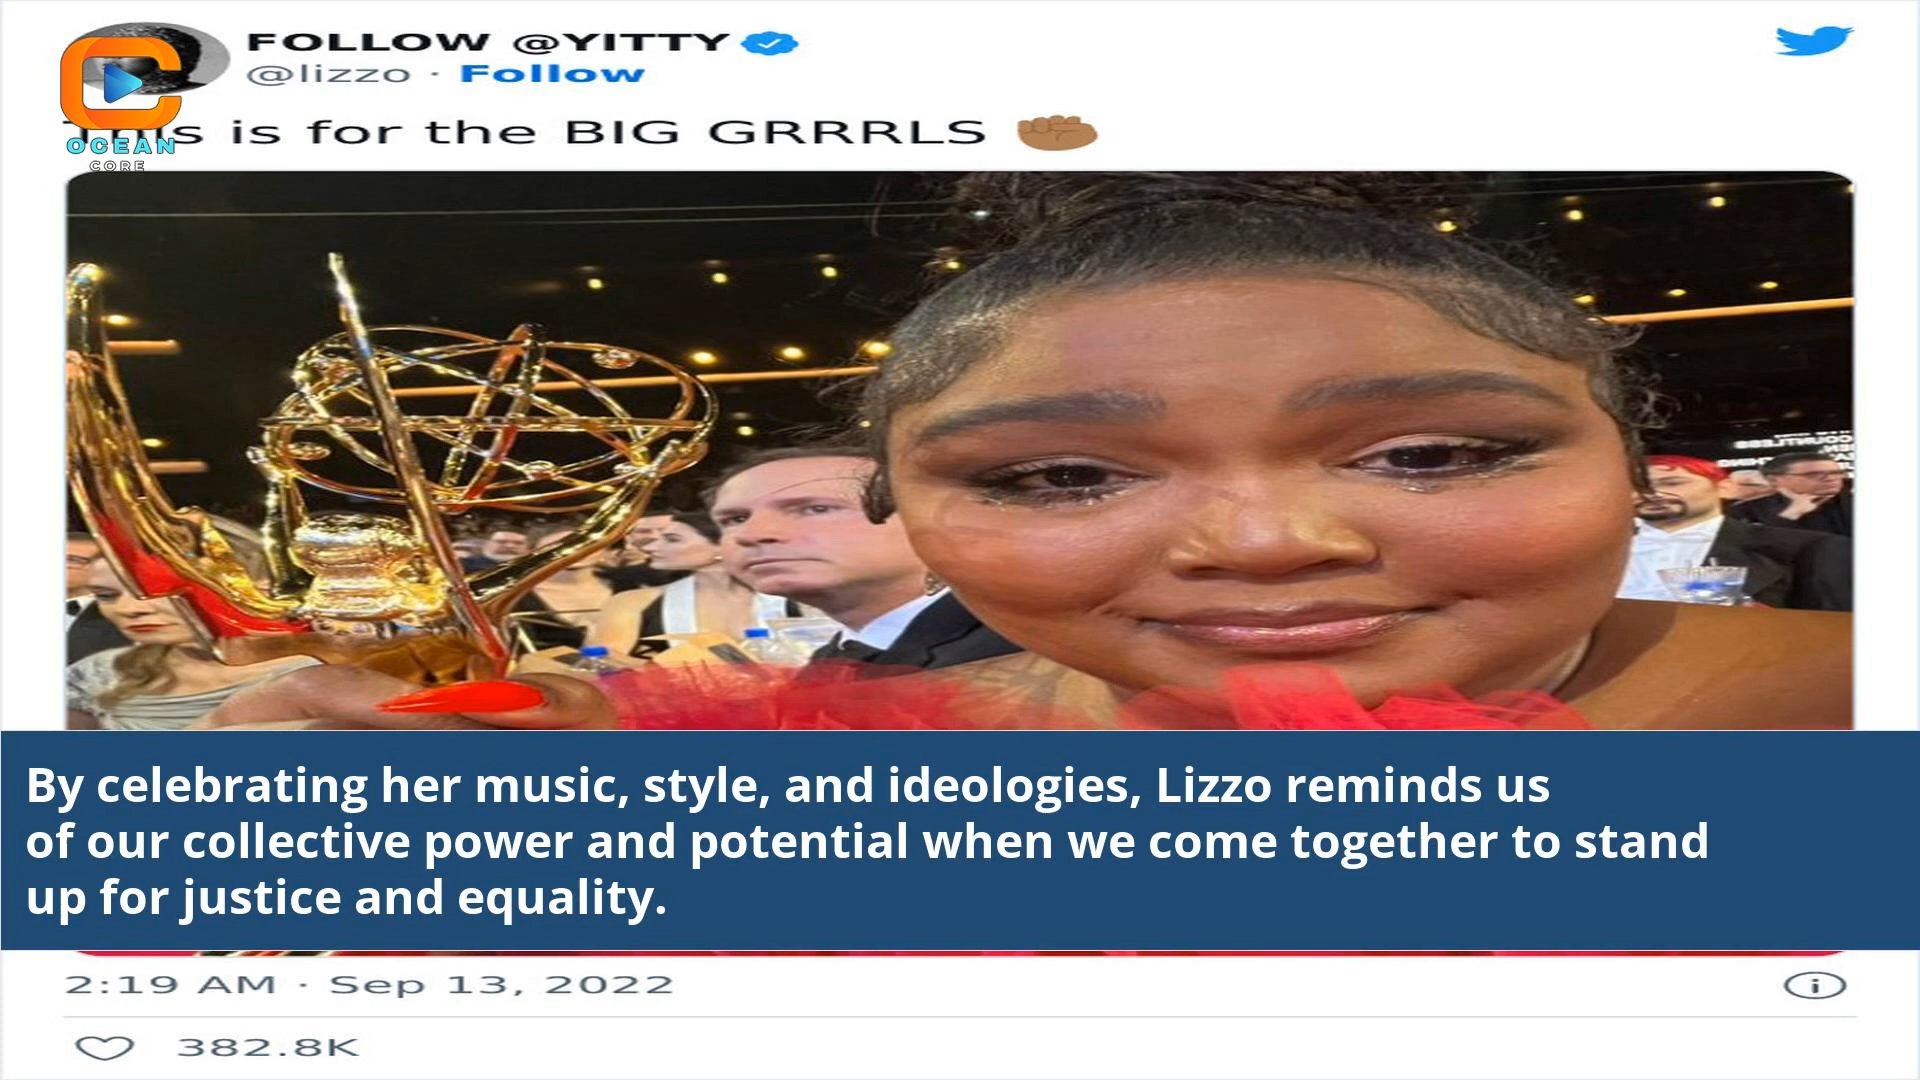 FOLLOW @YITTY
@lizzo · Follow
This is for the BIG GRRRLS ✊🏾
OCEAN
CORE
By celebrating her music, style, and ideologies, Lizzo reminds us
of our collective power and potential when we come together to stand
up for justice and equality.
2:19 AM · Sep 13, 2022
382.8K